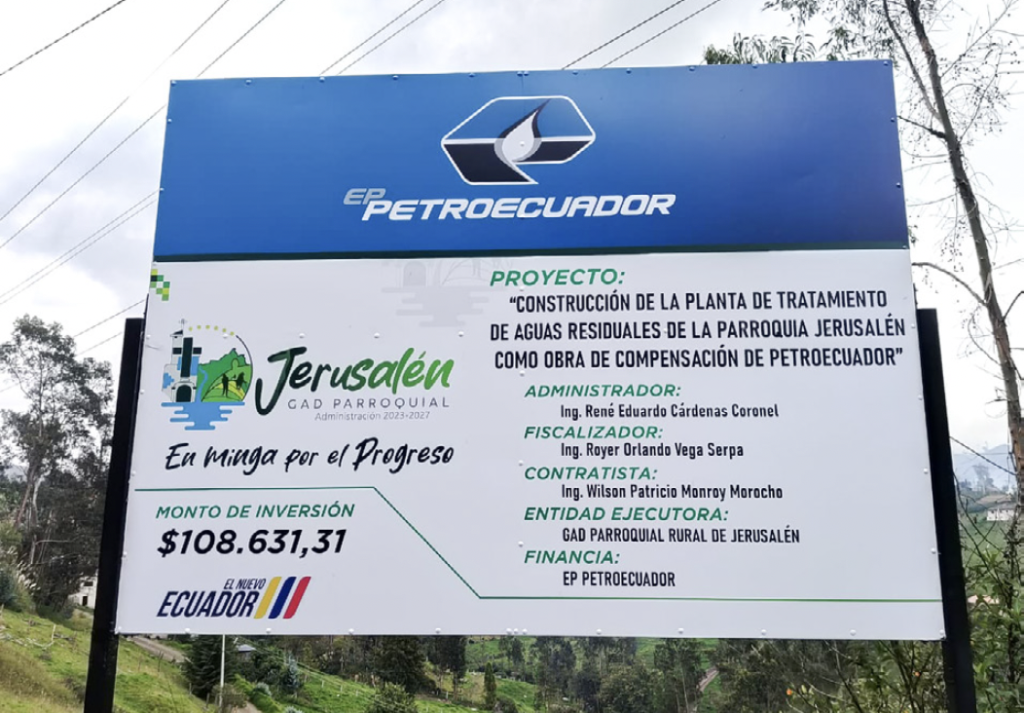 EP PETROECUADOR
PROYECTO:
"CONSTRUCCIÓN DE LA PLANTA DE TRATAMIENTO
DE AGUAS RESIDUALES DE LA PARROQUIA JERUSALÉN
COMO OBRA DE COMPENSACIÓN DE PETROECUADOR"
Jerusalén
GAD PARROQUIAL
Administración 2023-2027
En minga por el Progreso
ADMINISTRADOR:
Ing. René Eduardo Cárdenas Coronel
FISCALIZADOR:
Ing. Royer Orlando Vega Serpa
CONTRATISTA:
Ing. Wilson Patricio Monroy Morocho
ENTIDAD EJECUTORA:
GAD PARROQUIAL RURAL DE JERUSALÉN
FINANCIA:
EP PETROECUADOR
MONTO DE INVERSIÓN
$108.631,31
EL NUEVO
ECUADOR